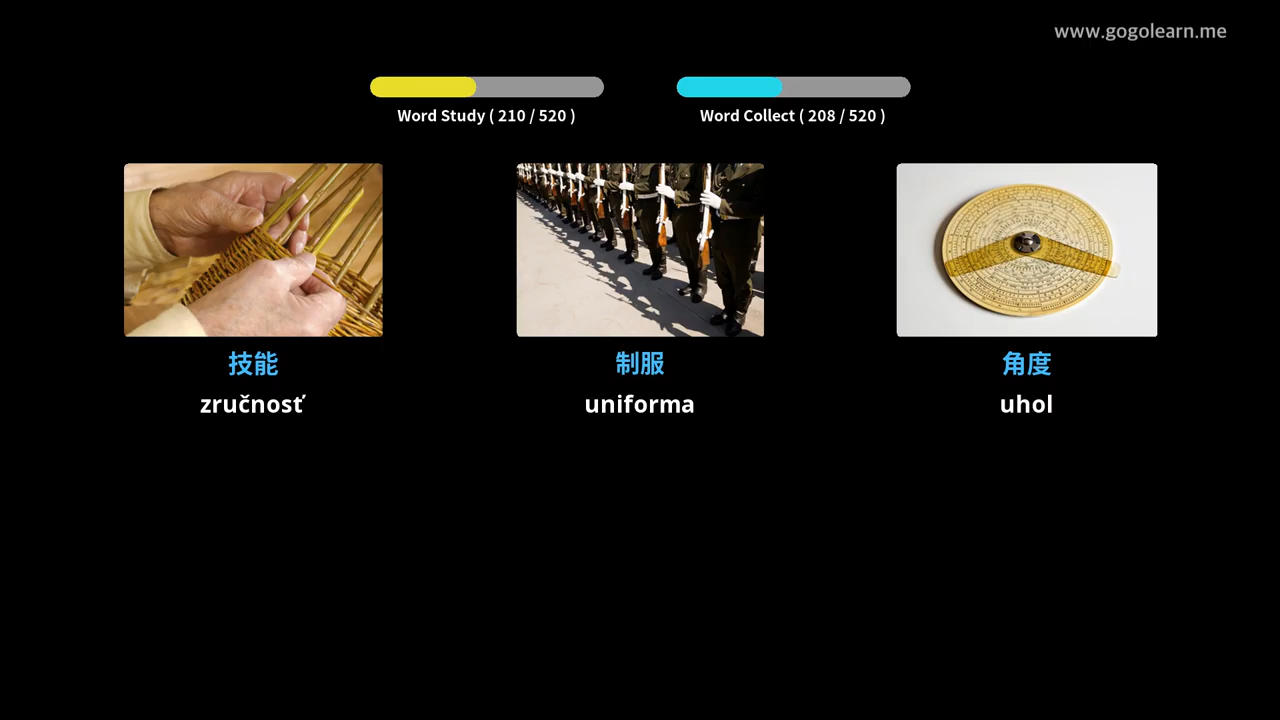 www.gogolearn.me
Word Study ( 210 / 520 )
Word Collect ( 208 / 520 )
技能
制服
角度
zručnosť
uniforma
uhol